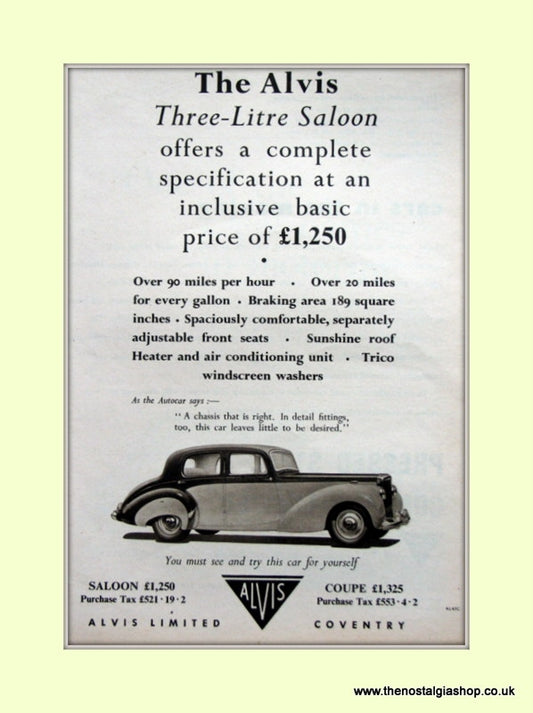 The Alvis
Three-Litre Saloon
offers a complete
specification at an
inclusive basic
price of £1,250
•
Over 90 miles per hour • Over 20 miles
for every gallon • Braking area 189 square
inches • Spaciously comfortable, separately
adjustable front seats • Sunshine roof
Heater and air conditioning unit • Trico
windscreen washers
As the Autocar says :—
"A chassis that is right. In detail fittings,
too, this car leaves little to be desired."
You must see and try this car for yourself
SALOON £1,250
Purchase Tax £521·19·2
ALVIS
COUPE £1,325
Purchase Tax £553·4·2
ALVIS LIMITED
COVENTRY
www.thenostalgiashop.co.uk